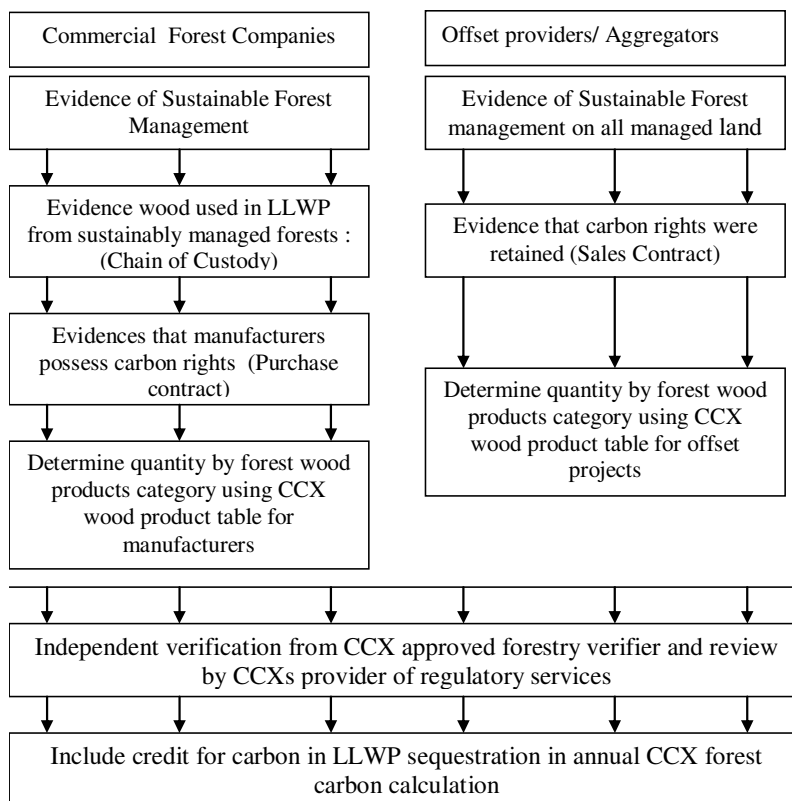 Commercial Forest Companies
Evidence of Sustainable Forest
Management
Evidence wood used in LLWP
from sustainably managed forests :
(Chain of Custody)
Evidences that manufacturers
possess carbon rights (Purchase
contract)
Determine quantity by forest wood
products category using CCX
wood product table for
manufacturers
Offset providers/ Aggregators
Evidence of Sustainable Forest
management on all managed land
Evidence that carbon rights were
retained (Sales Contract)
Determine quantity by forest wood
products category using CCX
wood product table for offset
projects
Independent verification from CCX approved forestry verifier and review
by CCXs provider of regulatory services
Include credit for carbon in LLWP sequestration in annual CCX forest
carbon calculation